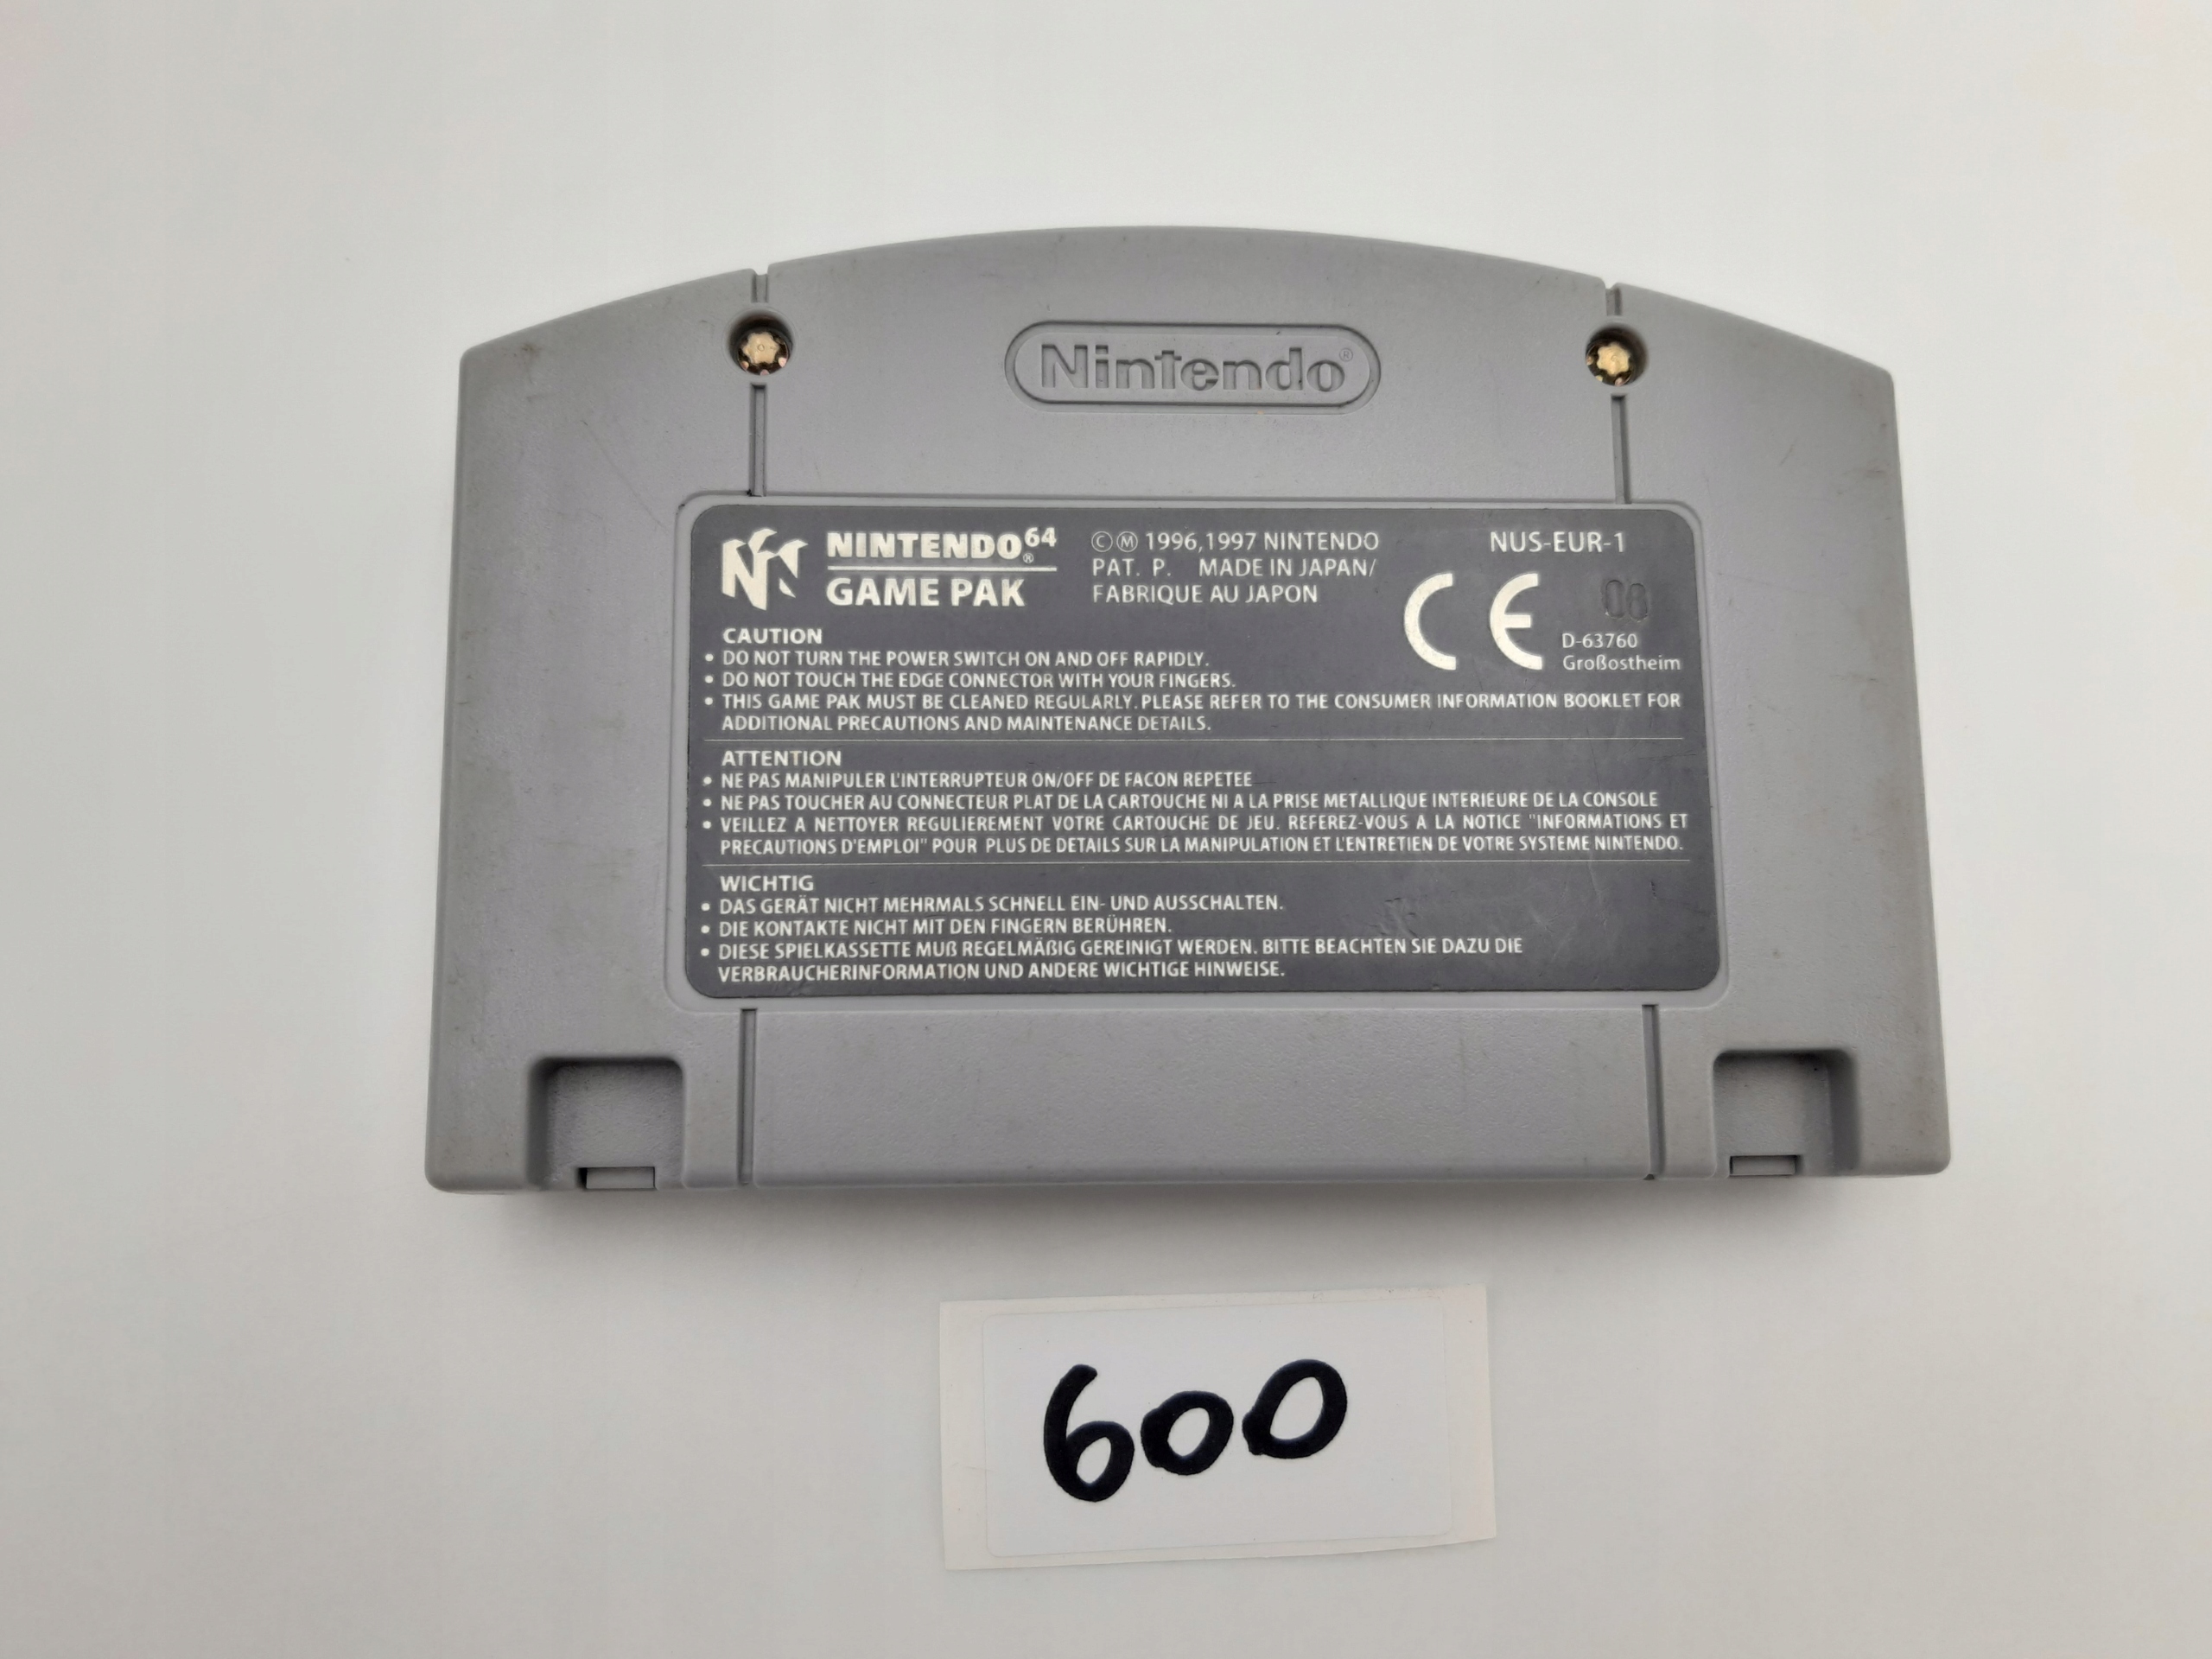 Nintendo®
NINTENDO64®
GAME PAK
ⒸⓂ 1996,1997 NINTENDO
PAT. P. MADE IN JAPAN/
FABRIQUE AU JAPON
NUS-EUR-1
CE
D-63760
Großostheim
CAUTION
• DO NOT TURN THE POWER SWITCH ON AND OFF RAPIDLY.
• DO NOT TOUCH THE EDGE CONNECTOR WITH YOUR FINGERS.
• THIS GAME PAK MUST BE CLEANED REGULARLY. PLEASE REFER TO THE CONSUMER INFORMATION BOOKLET FOR
ADDITIONAL PRECAUTIONS AND MAINTENANCE DETAILS.
ATTENTION
• NE PAS MANIPULER L'INTERRUPTEUR ON/OFF DE FACON REPETEE
• NE PAS TOUCHER AU CONNECTEUR PLAT DE LA CARTOUCHE NI A LA PRISE METALLIQUE INTERIEURE DE LA CONSOLE
• VEILLEZ A NETTOYER REGULIEREMENT VOTRE CARTOUCHE DE JEU. REFEREZ-VOUS A LA NOTICE "INFORMATIONS ET
PRECAUTIONS D'EMPLOI" POUR PLUS DE DETAILS SUR LA MANIPULATION ET L'ENTRETIEN DE VOTRE SYSTEME NINTENDO.
WICHTIG
• DAS GERÄT NICHT MEHRMALS SCHNELL EIN- UND AUSSCHALTEN.
• DIE KONTAKTE NICHT MIT DEN FINGERN BERÜHREN.
• DIESE SPIELKASSETTE MUß REGELMÄßIG GEREINIGT WERDEN. BITTE BEACHTEN SIE DAZU DIE
VERBRAUCHERINFORMATION UND ANDERE WICHTIGE HINWEISE.
600